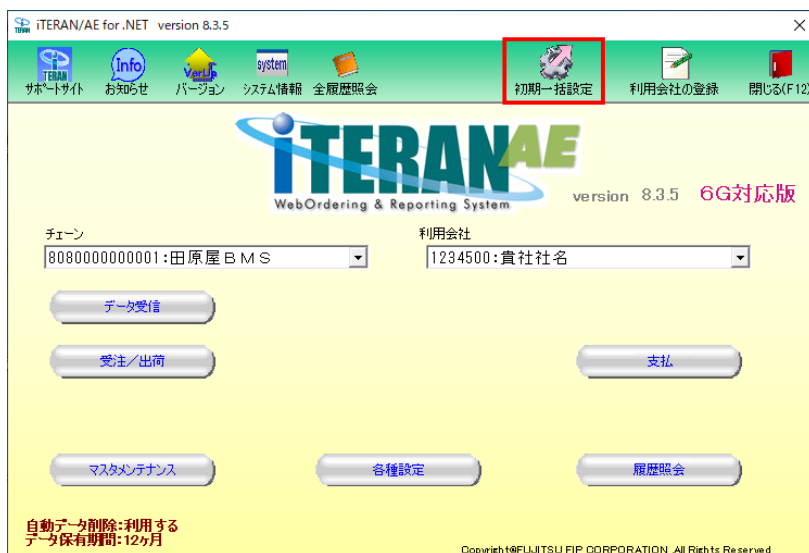 iTERAN/AE for .NET version 8.3.5
TERAN
Info
VerUp
system
サポートサイト お知らせ バージョン システム情報 全履歴照会 初期一括設定 利用会社の登録 閉じる(F12)
iTERAN AE
WebOrdering & Reporting System
version 8.3.5 6G対応版
チェーン 利用会社
8080000000001:田原屋BMS 1234500:貴社社名
データ受信
受注/出荷 支払
マスタメンテナンス 各種設定 履歴照会
自動データ削除:利用する
データ保有期間:12ヶ月
Copyright©FUJITSU FIP CORPORATION All Rights Reserved